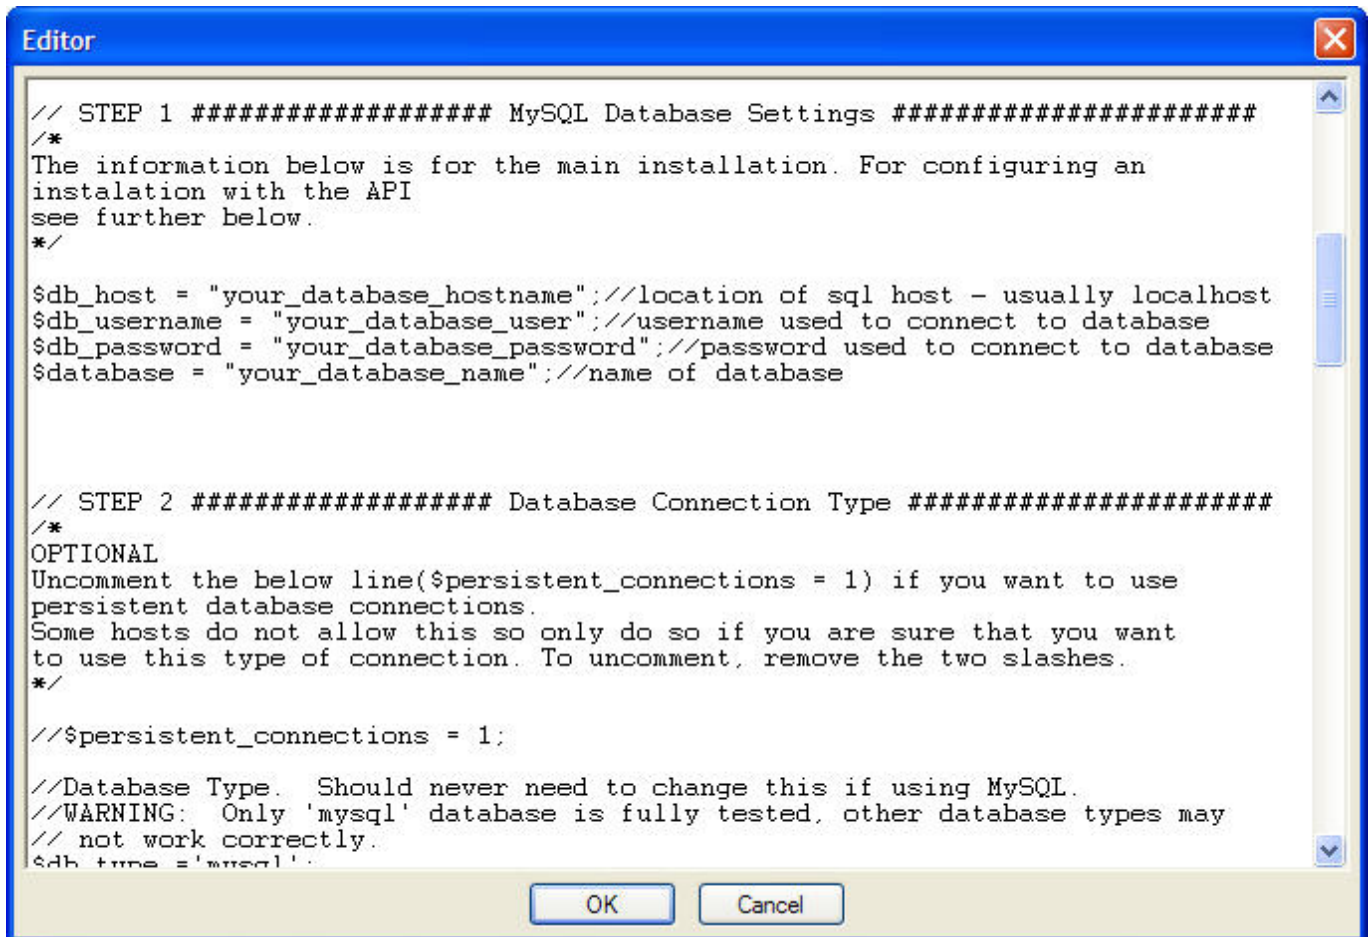 Editor
// STEP 1 ################### MySQL Database Settings #######################
/*
The information below is for the main installation. For configuring an
instalation with the API
see further below.
*/
$db_host = "your_database_hostname";//location of sql host – usually localhost
$db_username = "your_database_user";//username used to connect to database
$db_password = "your_database_password";//password used to connect to database
$database = "your_database_name";//name of database
// STEP 2 ################### Database Connection Type #######################
/*
OPTIONAL
Uncomment the below line($persistent_connections = 1) if you want to use
persistent database connections.
Some hosts do not allow this so only do so if you are sure that you want
to use this type of connection. To uncomment, remove the two slashes.
*/
//$persistent_connections = 1;
//Database Type.  Should never need to change this if using MySQL.
//WARNING:  Only 'mysql' database is fully tested, other database types may
// not work correctly.
$db_type ='mysql';
OK Cancel